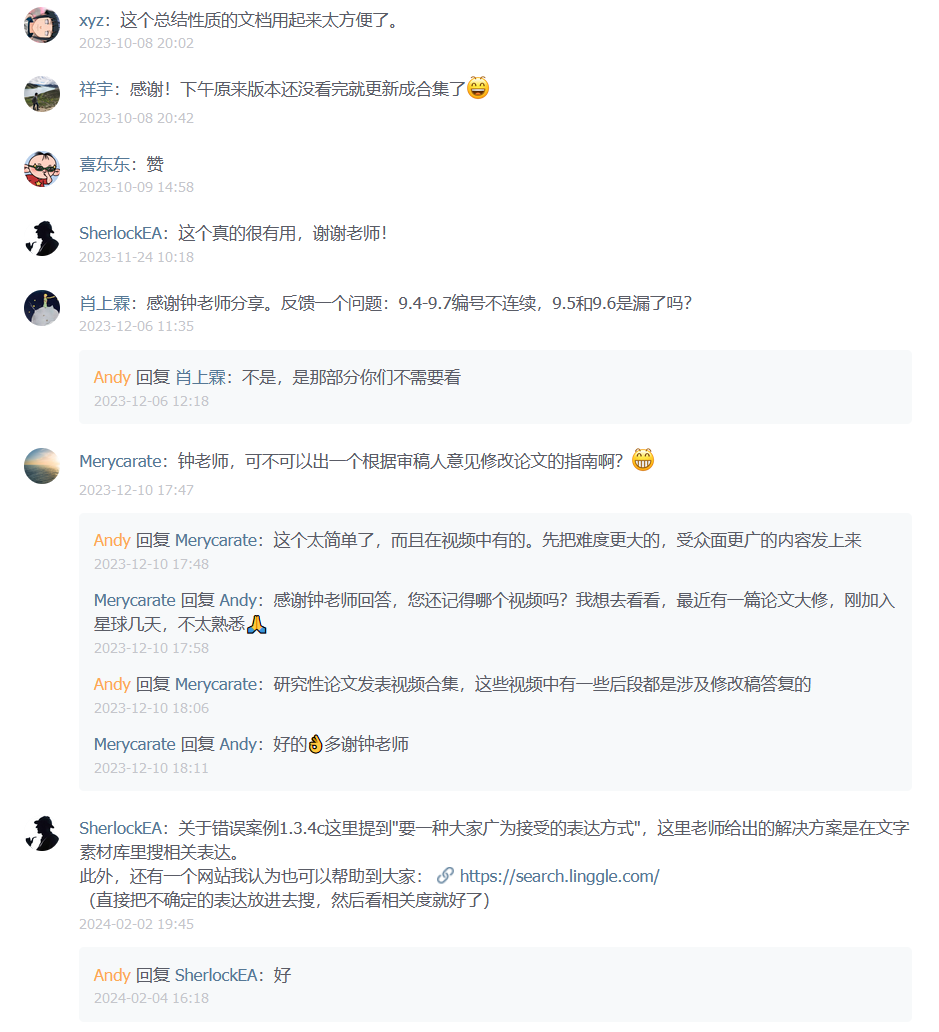 xyz：这个总结性质的文档用起来太方便了。
2023-10-08 20:02
祥宇：感谢！下午原来版本还没看完就更新成合集了😄
2023-10-08 20:42
喜东东：赞
2023-10-09 14:58
SherlockEA：这个真的很有用，谢谢老师！
2023-11-24 10:18
肖上霖：感谢钟老师分享。反馈一个问题：9.4-9.7编号不连续，9.5和9.6是漏了吗？
2023-12-06 11:35
Andy 回复 肖上霖：不是，是那部分你们不需要看
2023-12-06 12:18
Merycarate：钟老师，可不可以出一个根据审稿人意见修改论文的指南啊？😁
2023-12-10 17:47
Andy 回复 Merycarate：这个太简单了，而且在视频中有的。先把难度更大的，受众面更广的内容发上来
2023-12-10 17:48
Merycarate 回复 Andy：感谢钟老师回答，您还记得哪个视频吗？我想去看看，最近有一篇论文大修，刚加入
星球几天，不太熟悉🙏
2023-12-10 17:58
Andy 回复 Merycarate：研究性论文发表视频合集，这些视频中有一些后段都是涉及修改稿答复的
2023-12-10 18:06
Merycarate 回复 Andy：好的👌多谢钟老师
2023-12-10 18:11
SherlockEA：关于错误案例1.3.4c这里提到"要一种大家广为接受的表达方式"，这里老师给出的解决方案是在文字
素材库里搜相关表达。
此外，还有一个网站我认为也可以帮助到大家： 🔗 https://search.linggle.com/
（直接把不确定的表达放进去搜，然后看相关度就好了）
2024-02-02 19:45
Andy 回复 SherlockEA：好
2024-02-04 16:18